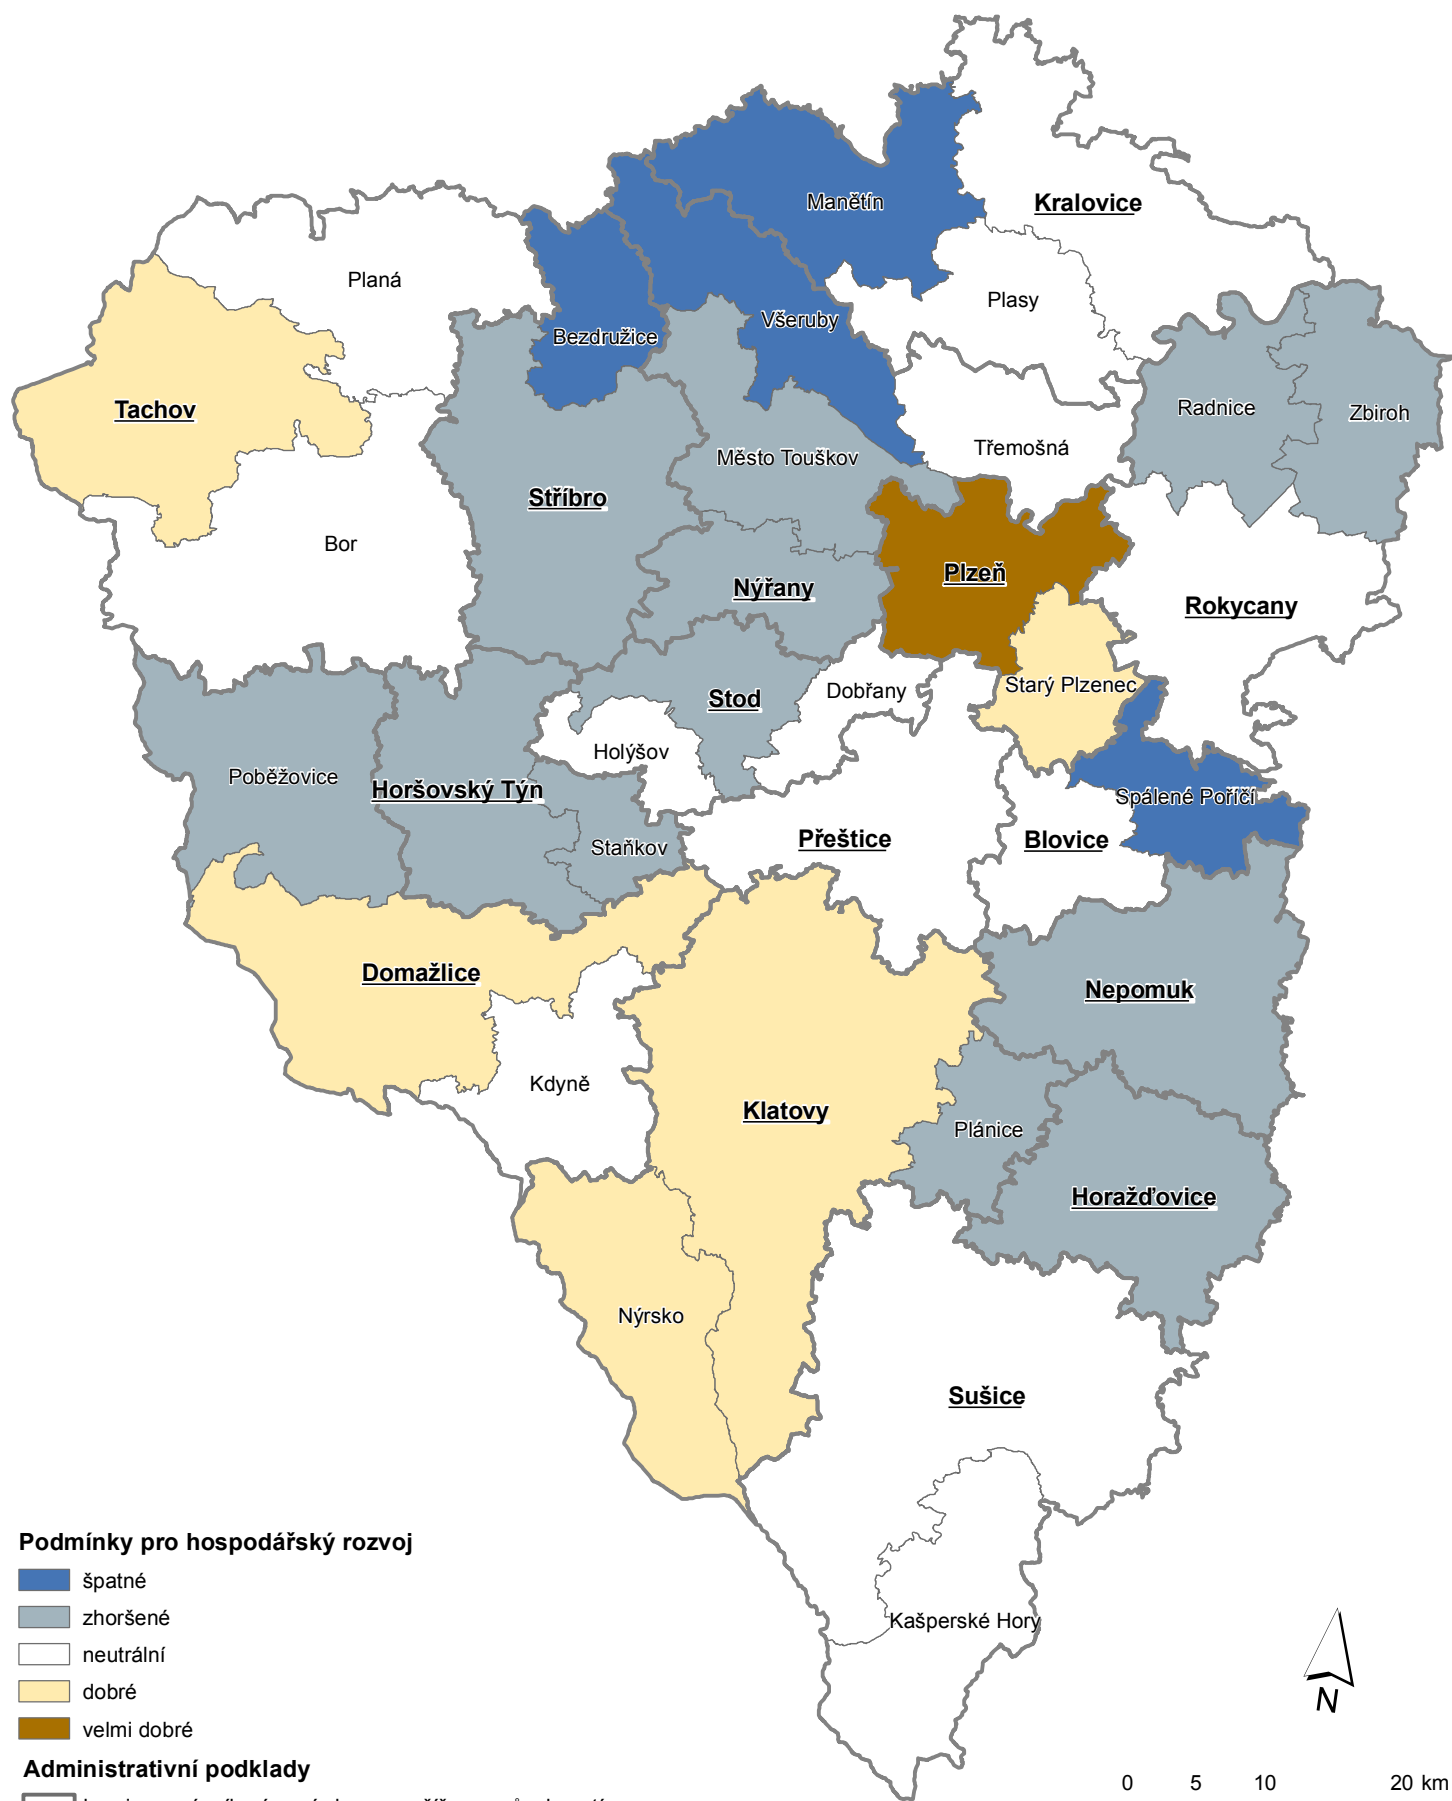 Manětín
Kralovice
Planá
Plasy
Všeruby
Bezdružice
Tachov
Radnice
Zbiroh
Třemošná
Město Touškov
Stříbro
Bor
Plzeň
Nýřany
Rokycany
Starý Plzenec
Dobřany
Stod
Holýšov
Poběžovice
Horšovský Týn
Spálené Poříčí
Přeštice
Blovice
Staňkov
Domažlice
Nepomuk
Kdyně
Klatovy
Plánice
Horažďovice
Nýrsko
Sušice
Kašperské Hory
Podmínky pro hospodářský rozvoj
špatné
zhoršené
neutrální
dobré
velmi dobré
N
Administrativní podklady
0 5 10 20 km